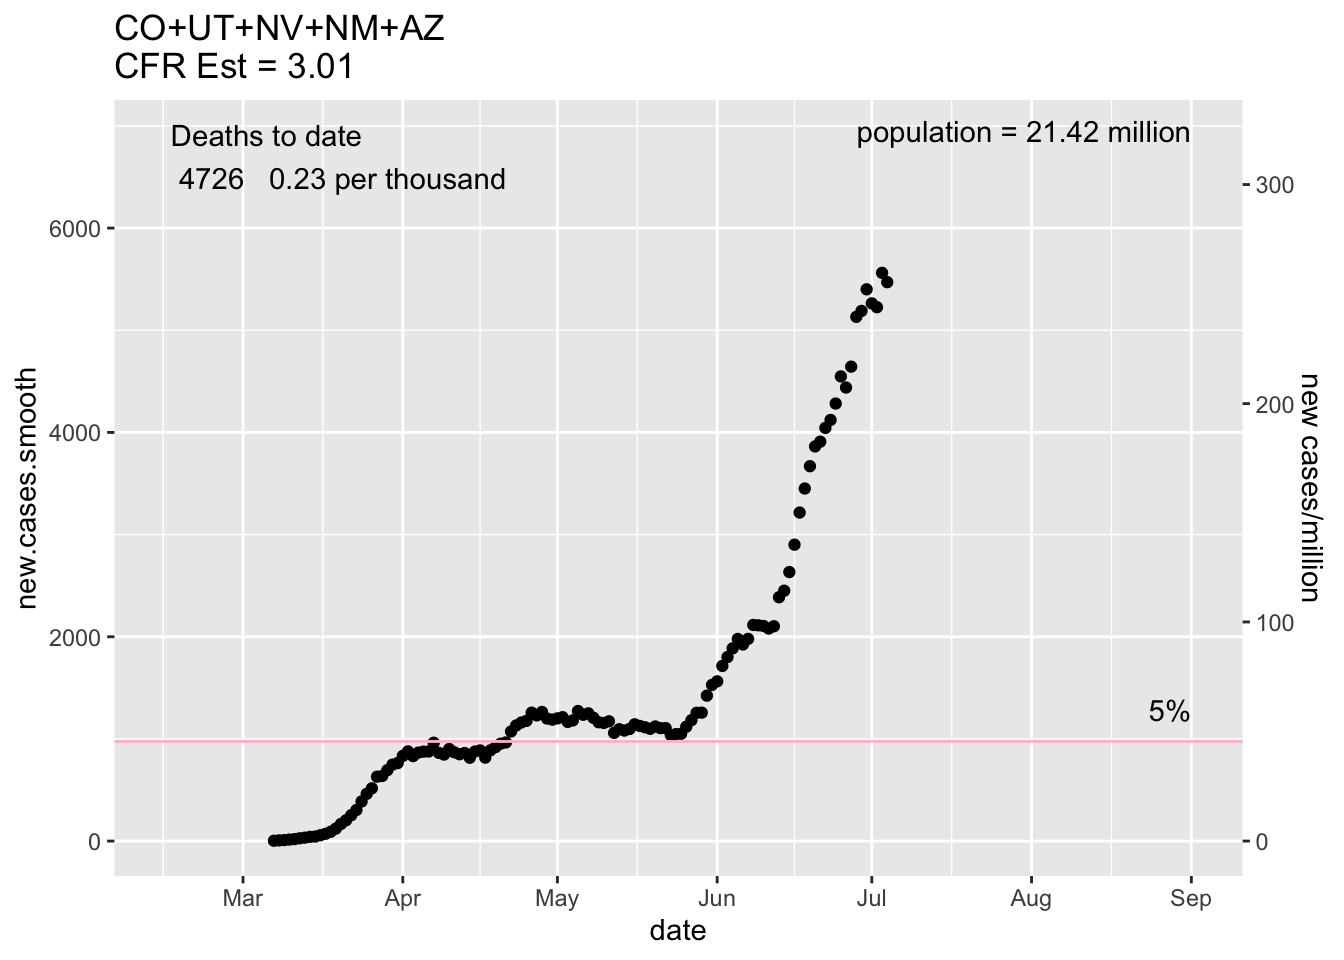 CO+UT+NV+NM+AZ
CFR Est = 3.01
Deaths to date
4726 0.23 per thousand
population = 21.42 million
6000
4000
2000
0
new.cases.smooth
300
200
100
0
new cases/million
5%
Mar Apr May Jun Jul Aug Sep
date